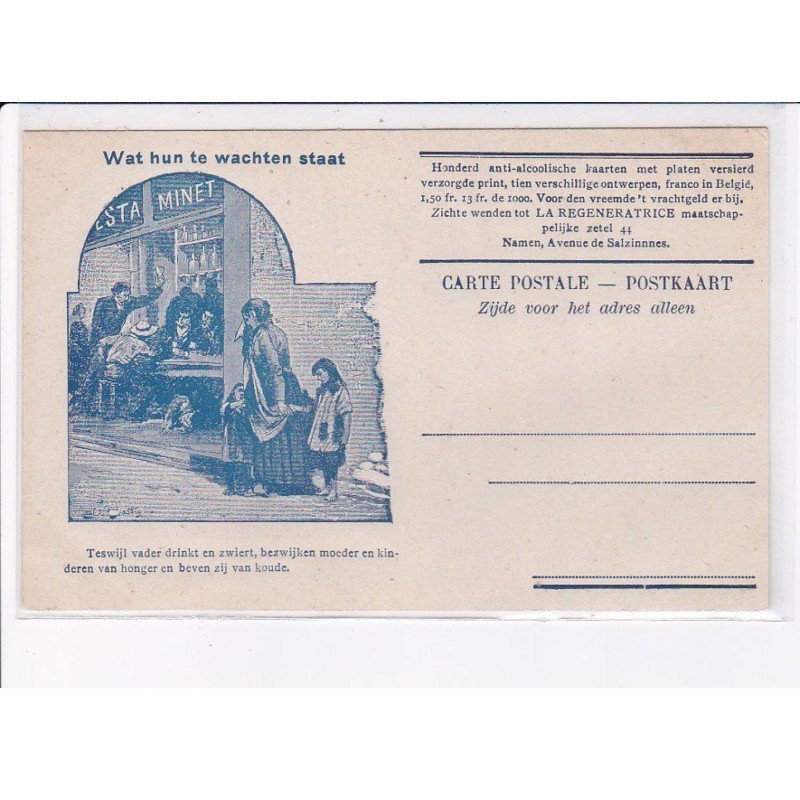 Wat hun te wachten staat
ESTAMINET
Teswijl vader drinkt en zwiert, bezwijken moeder en kin-
deren van honger en beven zij van koude.
Honderd anti-alcoolische kaarten met platen versierd
verzorgde print, tien verschillige ontwerpen, franco in België,
1,50 fr. 13 fr. de 1000. Voor den vreemde 't vrachtgeld er bij.
Zichte wenden tot LA REGENERATRICE maatschap-
pelijke zetel 44
Namen, Avenue de Salzinnnes.
CARTE POSTALE — POSTKAART
Zijde voor het adres alleen